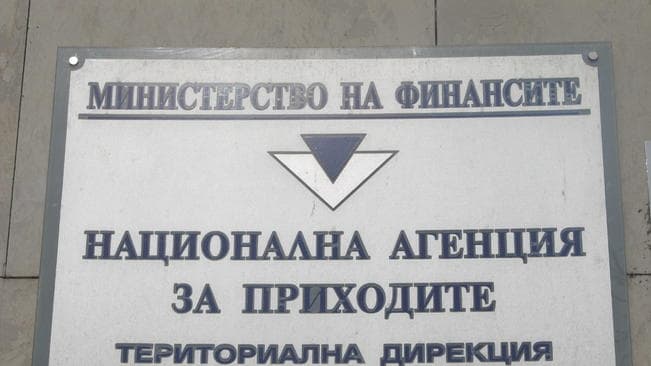 МИНИСТЕРСТВО НА ФИНАНСИТЕ
НАЦИОНАЛНА АГЕНЦИЯ
ЗА ПРИХОДИТЕ
ТЕРИТОРИАЛНА ДИРЕКЦИЯ